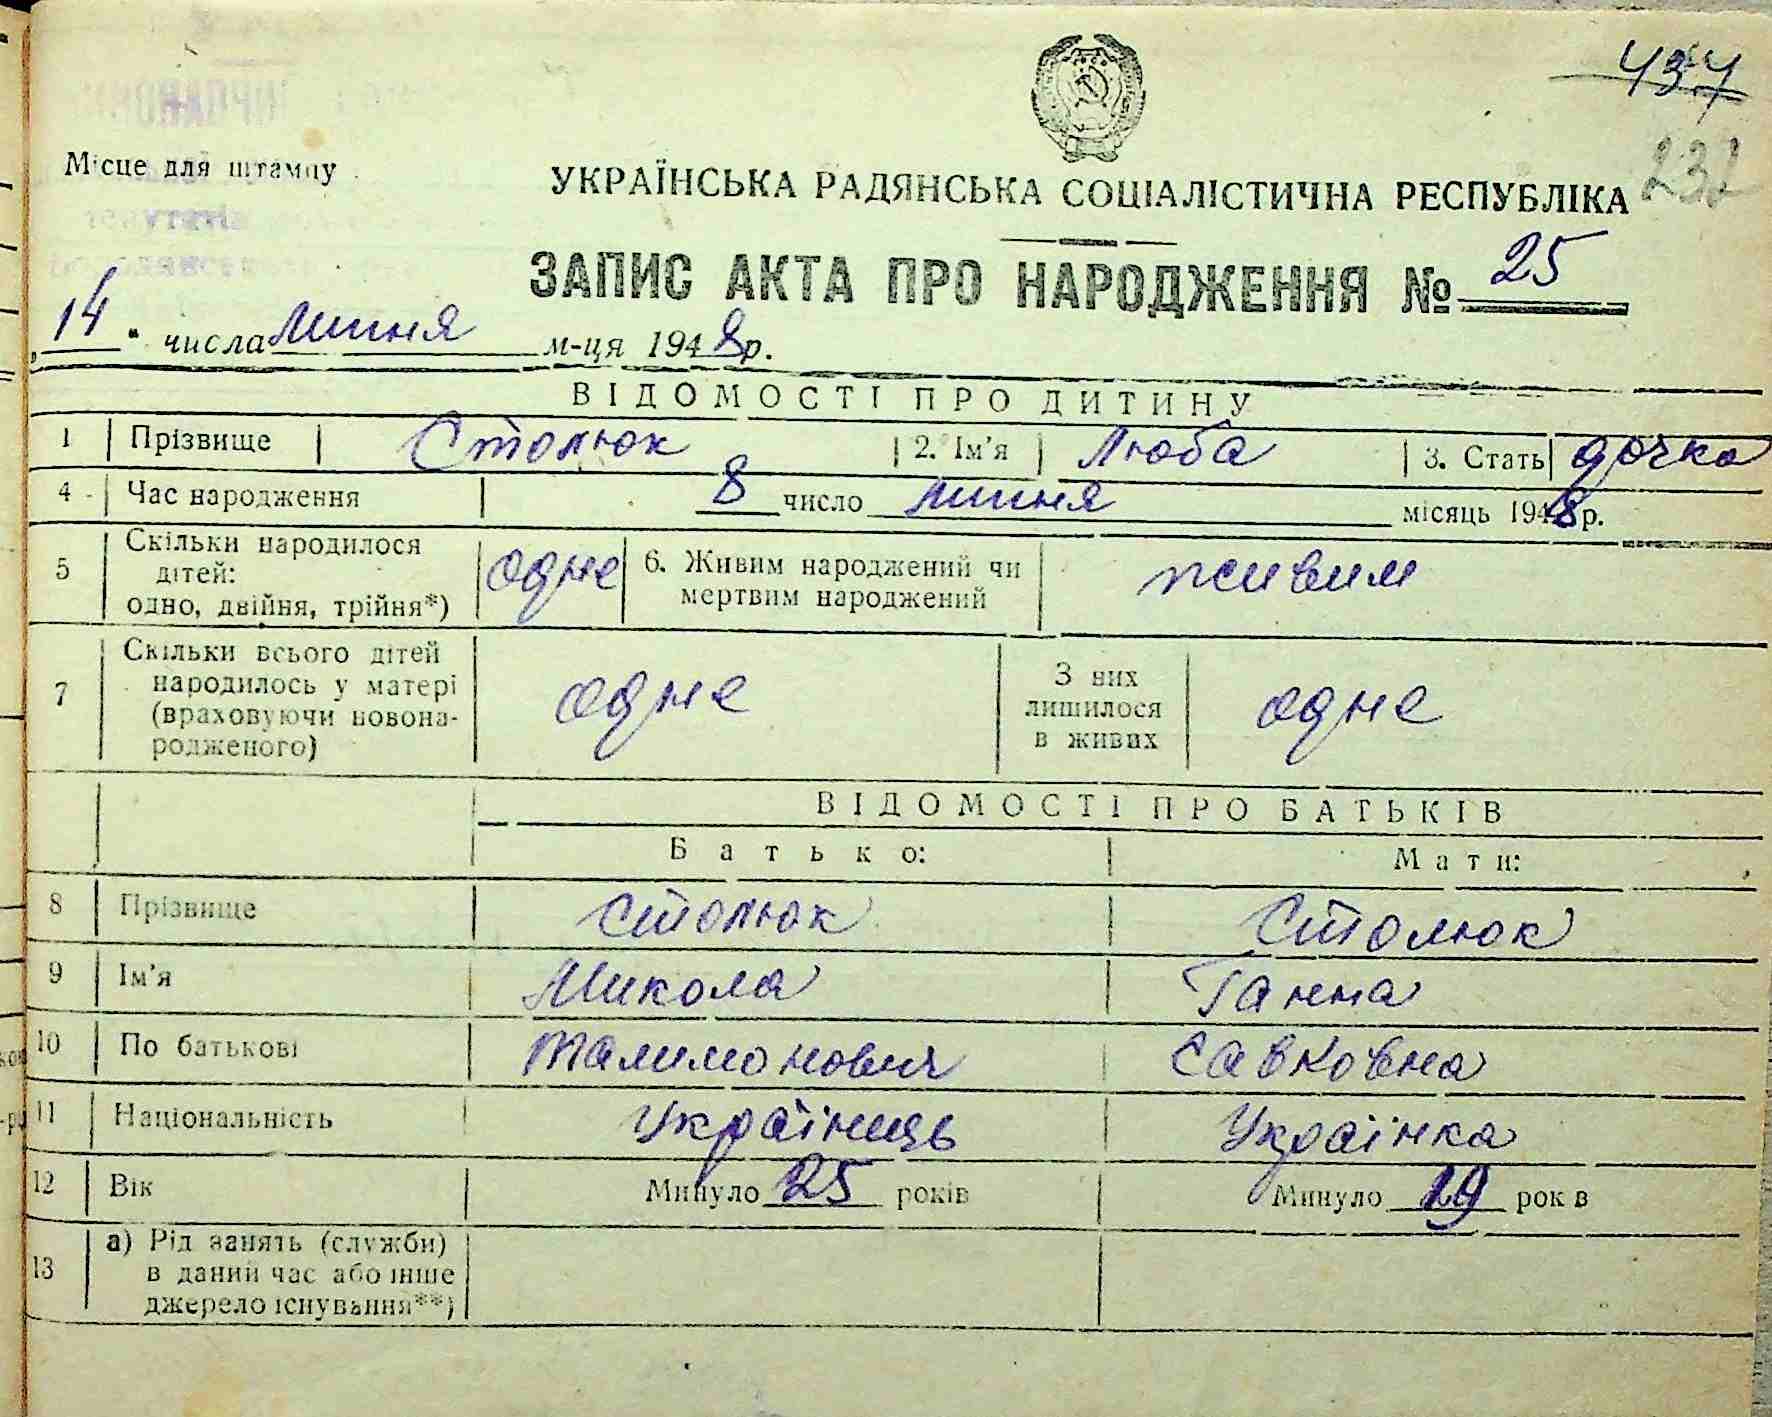 437
232
Місце для штампу
УКРАЇНСЬКА РАДЯНСЬКА СОЦІАЛІСТИЧНА РЕСПУБЛІКА
ЗАПИС АКТА ПРО НАРОДЖЕННЯ № 25
„14“ числа липня м-ця 1948 р.
ВІДОМОСТІ ПРО ДИТИНУ
1 Прізвище Столюк 2. Ім'я Люба 3. Стать дочка
4 Час народження 8 число липня місяць 1948 р.
5 Скільки народилося дітей: одно, двійня, трійня*) одне 6. Живим народжений чи мертвим народжений живим
7 Скільки всього дітей народилось у матері (враховуючи новонародженого) одне З них лишилося в живих одне
ВІДОМОСТІ ПРО БАТЬКІВ
Батько: Мати:
8 Прізвище Столюк Столюк
9 Ім'я Микола Ганна
10 По батькові Талимонович Савковна
11 Національність Українць Українка
12 Вік Минуло 25 років Минуло 19 рок в
13 а) Рід занять (служби) в даний час або інше джерело існування**)